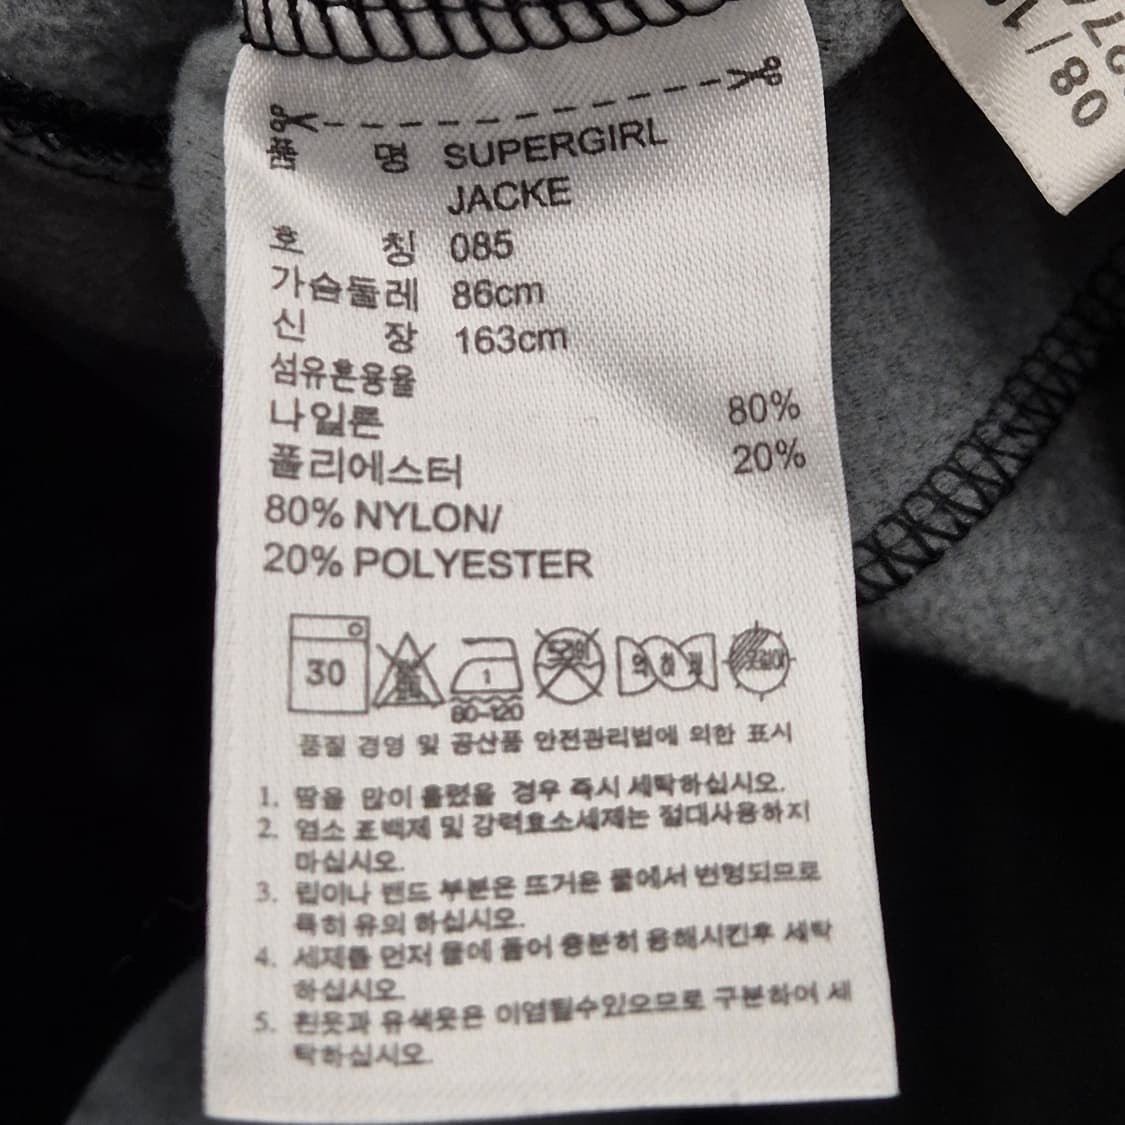 품 명 SUPERGIRL
JACKE
호 칭 085
가슴둘레 86cm
신 장 163cm
섬유혼용율
나일론 80%
폴리에스터 20%
80% NYLON/
20% POLYESTER
30
1
80~120
품질 경영 및 공산품 안전관리법에 의한 표시
1. 땀을 많이 흘렸을 경우 즉시 세탁하십시오.
2. 염소 표백제 및 강력효소세제는 절대사용하지
마십시오.
3. 립이나 밴드 부분은 뜨거운 물에서 변형되므로
특히 유의 하십시오.
4. 세제를 먼저 물에 풀어 충분히 용해시킨후 세탁
하십시오.
5. 흰옷과 유색옷은 이염될수있으므로 구분하여 세
탁하십시오.
08/1